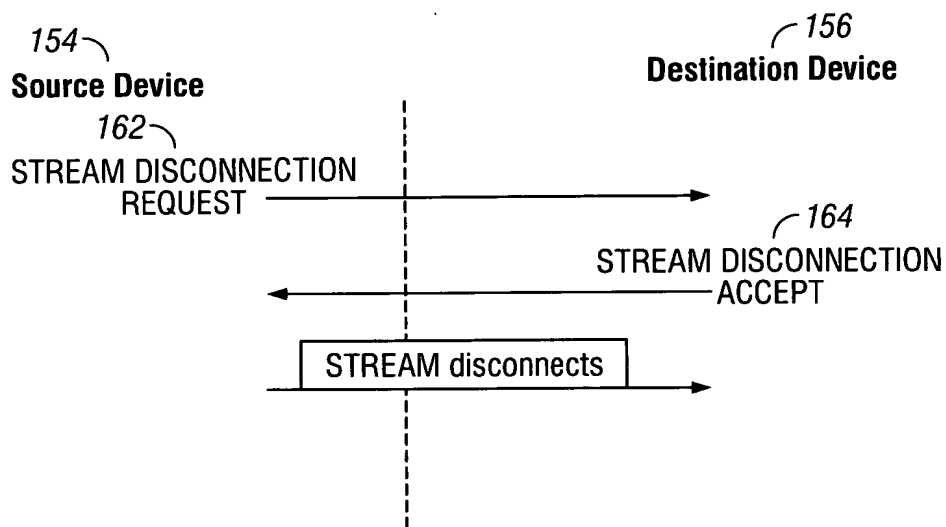 154
Source Device
156
Destination Device
162
STREAM DISCONNECTION
REQUEST
164
STREAM DISCONNECTION
ACCEPT
STREAM disconnects